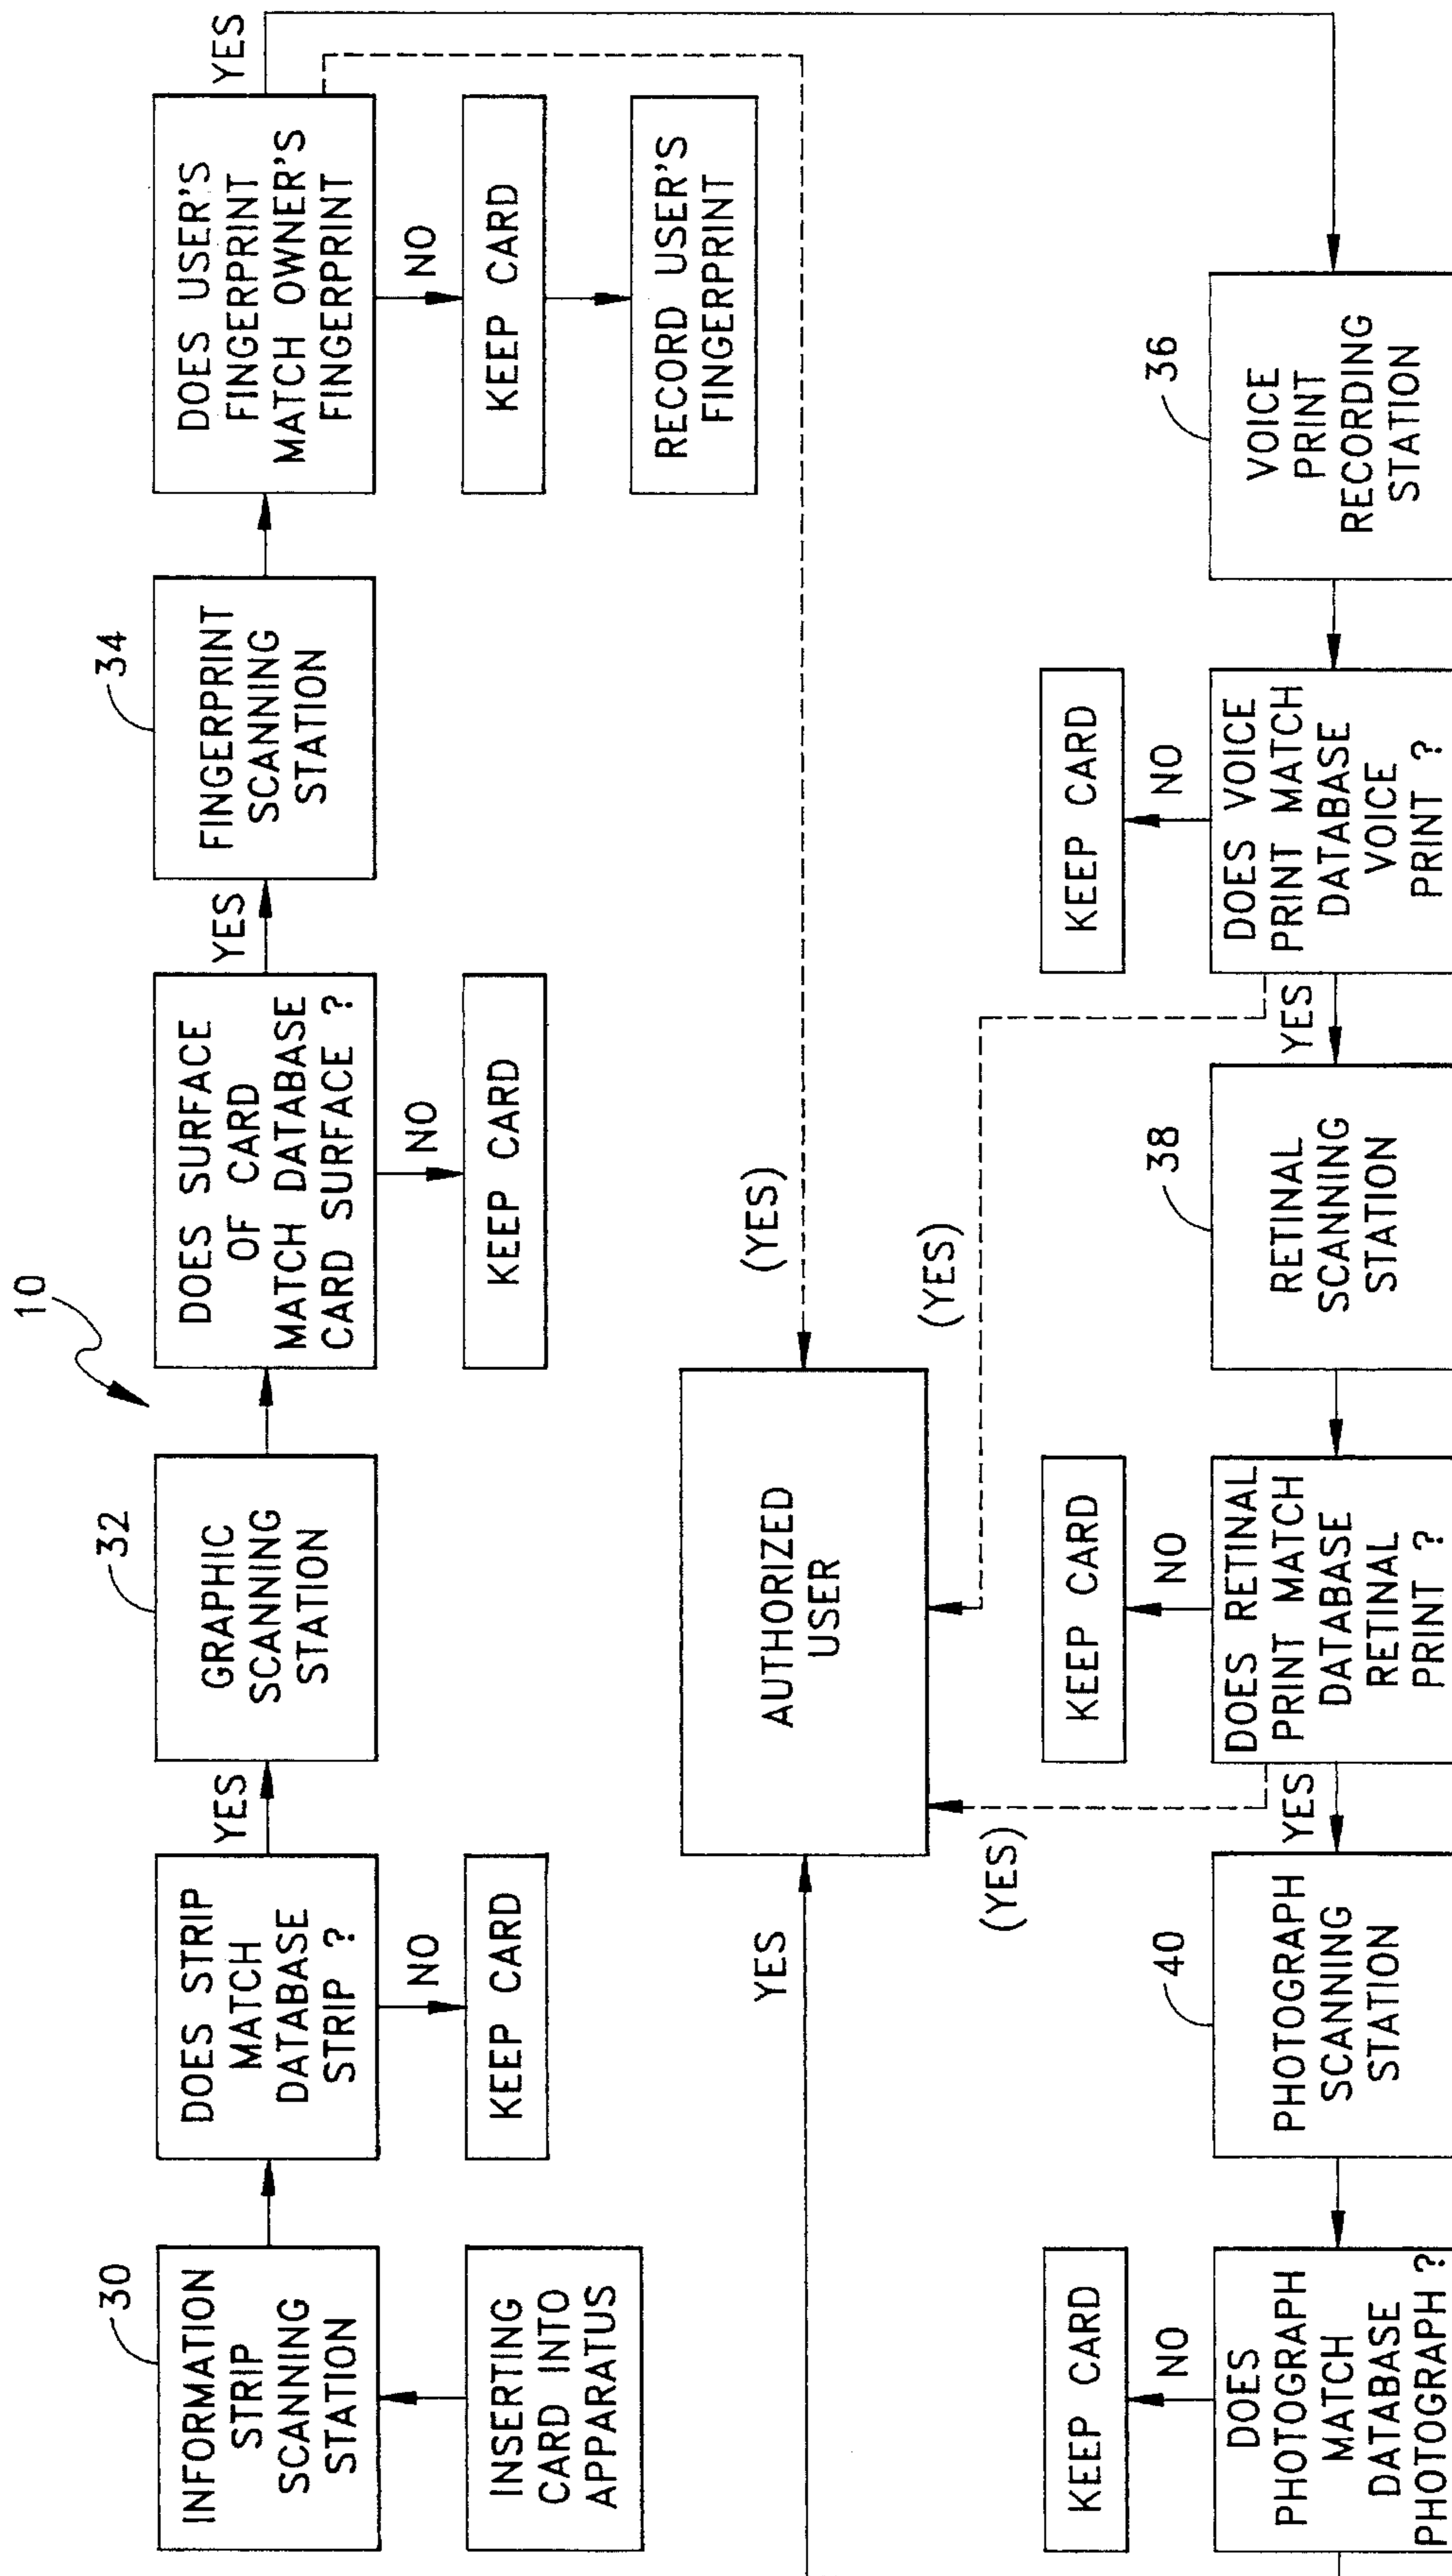 10
30
INFORMATION
STRIP
SCANNING
STATION
INSERTING
CARD INTO
APPARATUS
DOES STRIP
MATCH
DATABASE
STRIP ?
NO
KEEP CARD
YES
32
GRAPHIC
SCANNING
STATION
DOES SURFACE
OF CARD
MATCH DATABASE
CARD SURFACE ?
NO
KEEP CARD
YES
34
FINGERPRINT
SCANNING
STATION
DOES USER'S
FINGERPRINT
MATCH OWNER'S
FINGERPRINT
NO
KEEP CARD
RECORD USER'S
FINGERPRINT
YES
(YES)
AUTHORIZED
USER
YES
(YES)
(YES)
36
VOICE
PRINT
RECORDING
STATION
DOES VOICE
PRINT MATCH
DATABASE
VOICE
PRINT ?
NO
KEEP CARD
YES
38
RETINAL
SCANNING
STATION
DOES RETINAL
PRINT MATCH
DATABASE
RETINAL
PRINT ?
NO
KEEP CARD
YES
40
PHOTOGRAPH
SCANNING
STATION
DOES
PHOTOGRAPH
MATCH
DATABASE
PHOTOGRAPH ?
NO
KEEP CARD